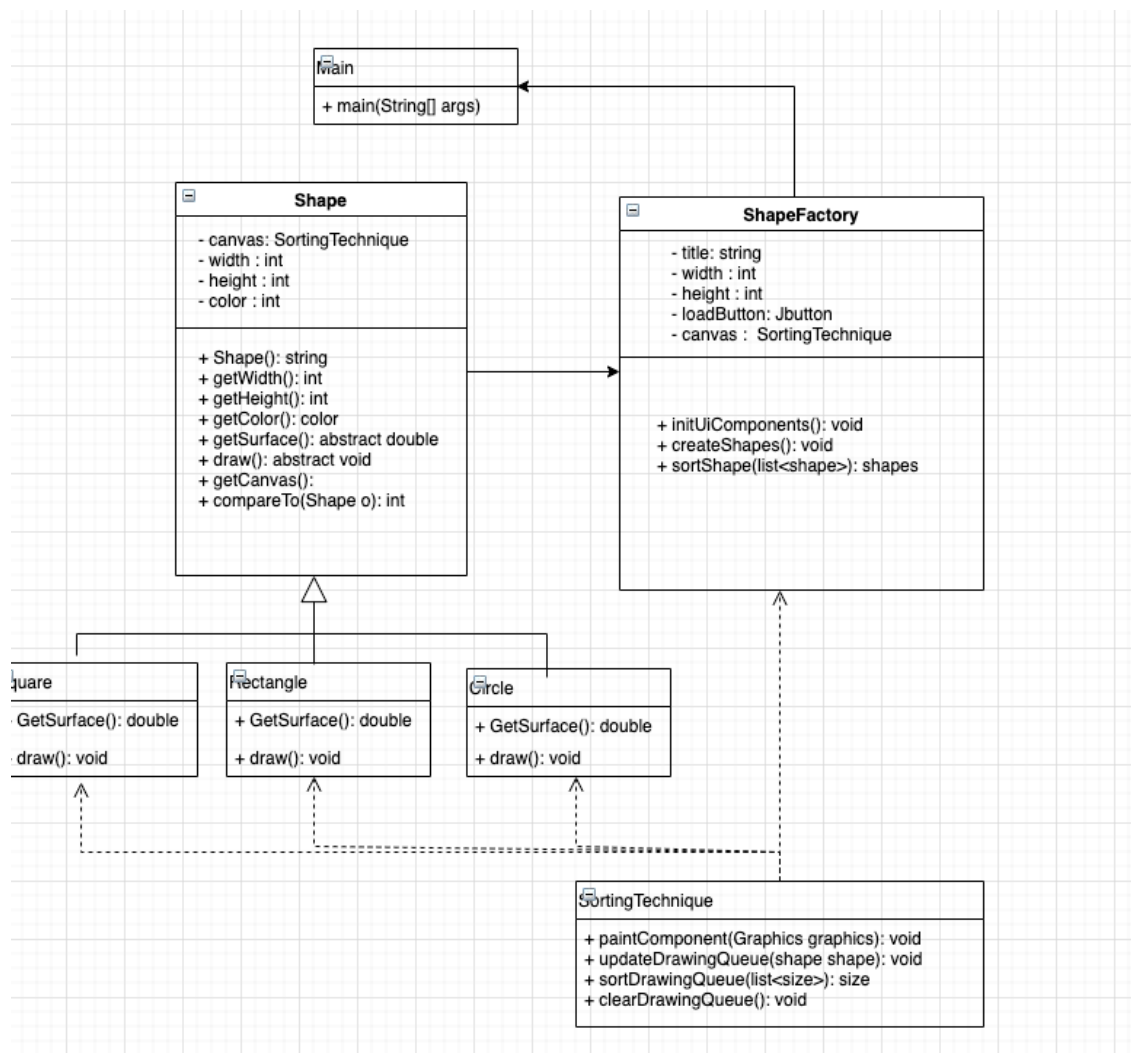 Main
+ main(String[] args)
Shape
- canvas: SortingTechnique
- width : int
- height : int
- color : int
+ Shape(): string
+ getWidth(): int
+ getHeight(): int
+ getColor(): color
+ getSurface(): abstract double
+ draw(): abstract void
+ getCanvas():
+ compareTo(Shape o): int
ShapeFactory
- title: string
- width : int
- height : int
- loadButton: Jbutton
- canvas : SortingTechnique
+ initUiComponents(): void
+ createShapes(): void
+ sortShape(list<shape>): shapes
quare
GetSurface(): double
draw(): void
Rectangle
+ GetSurface(): double
+ draw(): void
Circle
+ GetSurface(): double
+ draw(): void
SortingTechnique
+ paintComponent(Graphics graphics): void
+ updateDrawingQueue(shape shape): void
+ sortDrawingQueue(list<size>): size
+ clearDrawingQueue(): void